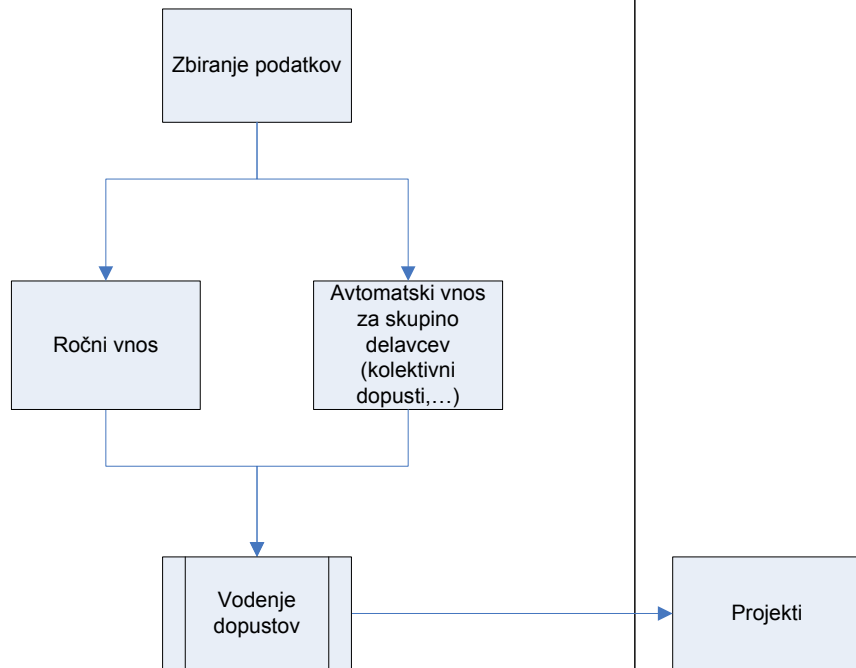 Zbiranje podatkov
Ročni vnos
Avtomatski vnos
za skupino
delavcev
(kolektivni
dopusti,...)
Vodenje
dopustov
Projekti